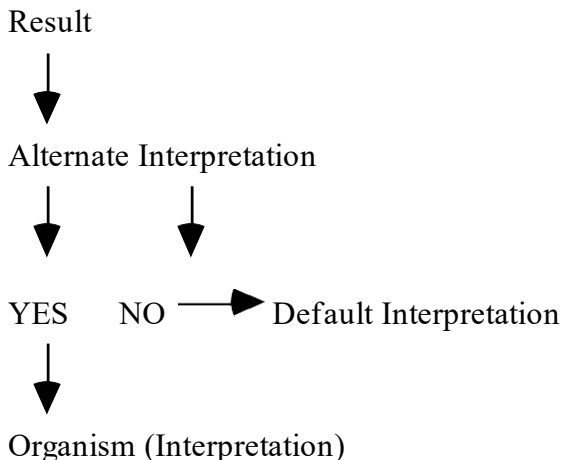 Result
Alternate Interpretation
YES NO Default Interpretation
Organism (Interpretation)